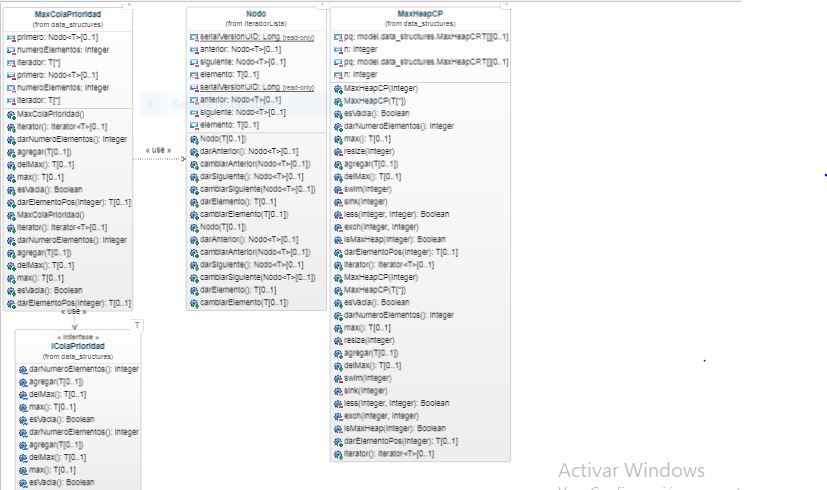 MaxColaPrioridad
(from data_structures)
primero: Nodo<T>[0..1]
numeroElementos: Integer
iterador: T[*]
primero: Nodo<T>[0..1]
numeroElementos: Integer
iterador: T[*]
MaxColaPrioridad()
iterator(): Iterator<T>[0..1]
darNumeroElementos(): Integer
agregar(T[0..1])
delMax(): T[0..1]
max(): T[0..1]
esVacia(): Boolean
darElementoPos(Integer): T[0..1]
MaxColaPrioridad()
iterator(): Iterator<T>[0..1]
darNumeroElementos(): Integer
agregar(T[0..1])
delMax(): T[0..1]
max(): T[0..1]
esVacia(): Boolean
darElementoPos(Integer): T[0..1]
« use »
« use »
T
« interface »
IColaPrioridad
(from data_structures)
darNumeroElementos(): Integer
agregar(T[0..1])
delMax(): T[0..1]
max(): T[0..1]
esVacia(): Boolean
darNumeroElementos(): Integer
agregar(T[0..1])
delMax(): T[0..1]
max(): T[0..1]
esVacia(): Boolean
Nodo
(from IteradorLista)
serialVersionUID: Long {read-only}
anterior: Nodo<T>[0..1]
siguiente: Nodo<T>[0..1]
elemento: T[0..1]
serialVersionUID: Long {read-only}
anterior: Nodo<T>[0..1]
siguiente: Nodo<T>[0..1]
elemento: T[0..1]
Nodo(T[0..1])
darAnterior(): Nodo<T>[0..1]
cambiarAnterior(Nodo<T>[0..1])
darSiguiente(): Nodo<T>[0..1]
cambiarSiguiente(Nodo<T>[0..1])
darElemento(): T[0..1]
cambiarElemento(T[0..1])
Nodo(T[0..1])
darAnterior(): Nodo<T>[0..1]
cambiarAnterior(Nodo<T>[0..1])
darSiguiente(): Nodo<T>[0..1]
cambiarSiguiente(Nodo<T>[0..1])
darElemento(): T[0..1]
cambiarElemento(T[0..1])
MaxHeapCP
(from data_structures)
pq: model.data_structures.MaxHeapCP.T[][0..1]
n: Integer
pq: model.data_structures.MaxHeapCP.T[][0..1]
n: Integer
MaxHeapCP(Integer)
MaxHeapCP(T[*])
esVacia(): Boolean
darNumeroElementos(): Integer
max(): T[0..1]
resize(Integer)
agregar(T[0..1])
delMax(): T[0..1]
swim(Integer)
sink(Integer)
less(Integer, Integer): Boolean
exch(Integer, Integer)
isMaxHeap(Integer): Boolean
darElementoPos(Integer): T[0..1]
iterator(): Iterator<T>[0..1]
MaxHeapCP(Integer)
MaxHeapCP(T[*])
esVacia(): Boolean
darNumeroElementos(): Integer
max(): T[0..1]
resize(Integer)
agregar(T[0..1])
delMax(): T[0..1]
swim(Integer)
sink(Integer)
less(Integer, Integer): Boolean
exch(Integer, Integer)
isMaxHeap(Integer): Boolean
darElementoPos(Integer): T[0..1]
iterator(): Iterator<T>[0..1]
Activar Windows